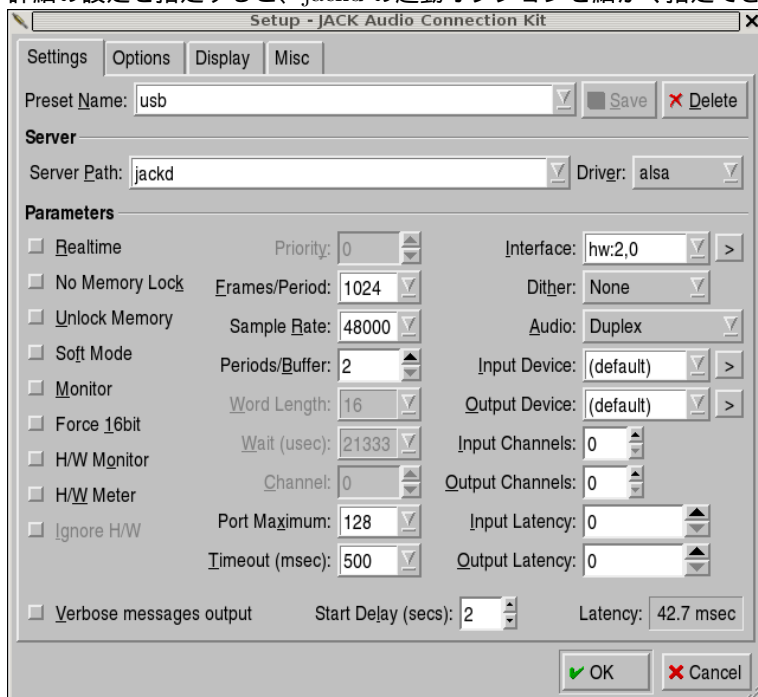 Setup - JACK Audio Connection Kit
Settings Options Display Misc
Preset Name: usb Save Delete
Server
Server Path: jackd Driver: alsa
Parameters
Realtime Priority: 0 Interface: hw:2,0 >
No Memory Lock Frames/Period: 1024 Dither: None
Unlock Memory Sample Rate: 48000 Audio: Duplex
Soft Mode Periods/Buffer: 2 Input Device: (default) >
Monitor Word Length: 16 Output Device: (default) >
Force 16bit Wait (usec): 21333 Input Channels: 0
H/W Monitor Channel: 0 Output Channels: 0
H/W Meter Port Maximum: 128 Input Latency: 0
Ignore H/W Timeout (msec): 500 Output Latency: 0
Verbose messages output Start Delay (secs): 2 Latency: 42.7 msec
OK Cancel